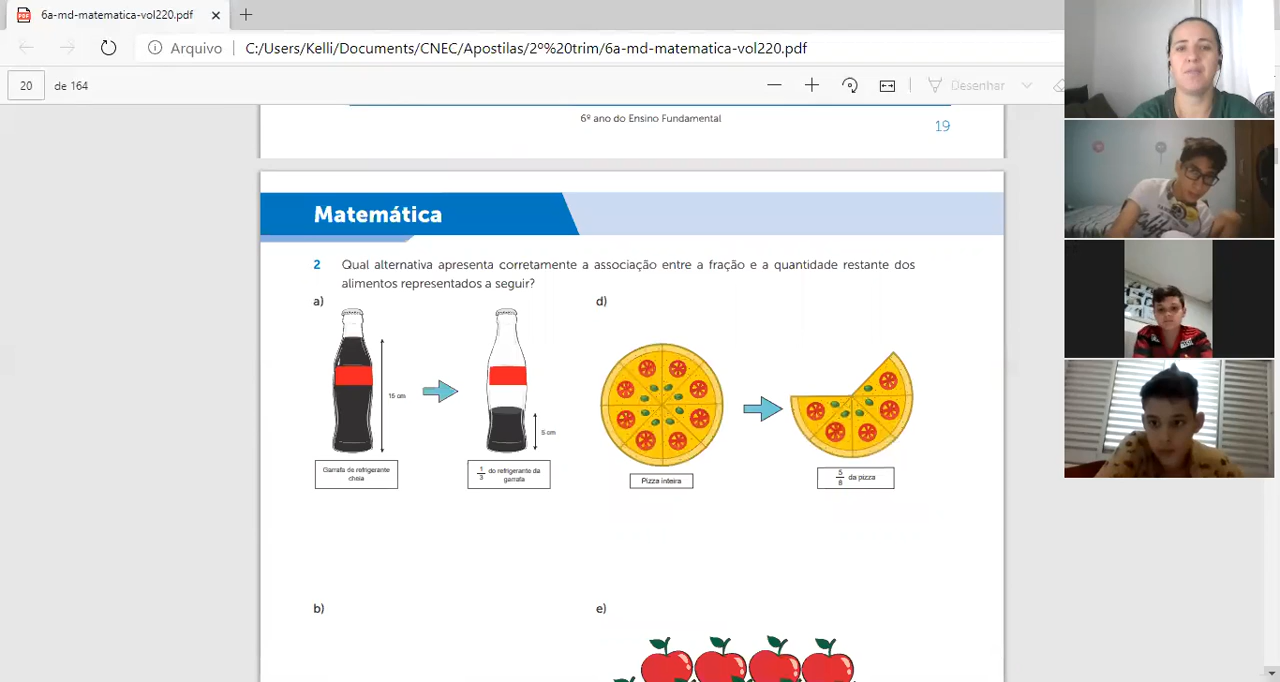 6a-md-matematica-vol220.pdf
Arquivo
C:/Users/Kelli/Documents/CNEC/Apostilas/2º%20trim/6a-md-matematica-vol220.pdf
20 de 164
Desenhar
6º ano do Ensino Fundamental
19
Matemática
2 Qual alternativa apresenta corretamente a associação entre a fração e a quantidade restante dos
alimentos representados a seguir?
a)
15 cm
5 cm
Garrafa de refrigerante
cheia
1/3 do refrigerante da
garrafa
d)
Pizza inteira
5/8 da pizza
b)
e)